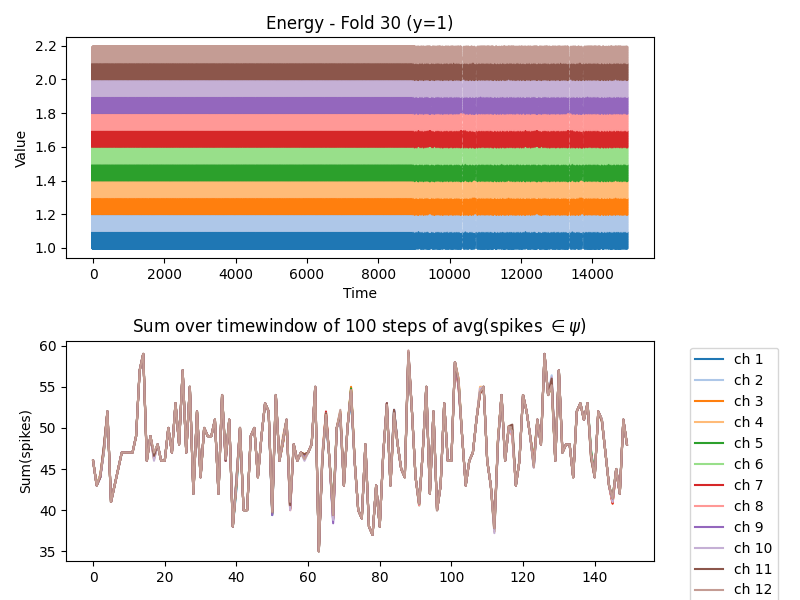 Energy - Fold 30 (y=1)
Value
2.2
2.0
1.8
1.6
1.4
1.2
1.0
0 2000 4000 6000 8000 10000 12000 14000
Time
Sum over timewindow of 100 steps of avg(spikes ∈ ψ)
Sum(spikes)
60
55
50
45
40
35
0 20 40 60 80 100 120 140
ch 1
ch 2
ch 3
ch 4
ch 5
ch 6
ch 7
ch 8
ch 9
ch 10
ch 11
ch 12